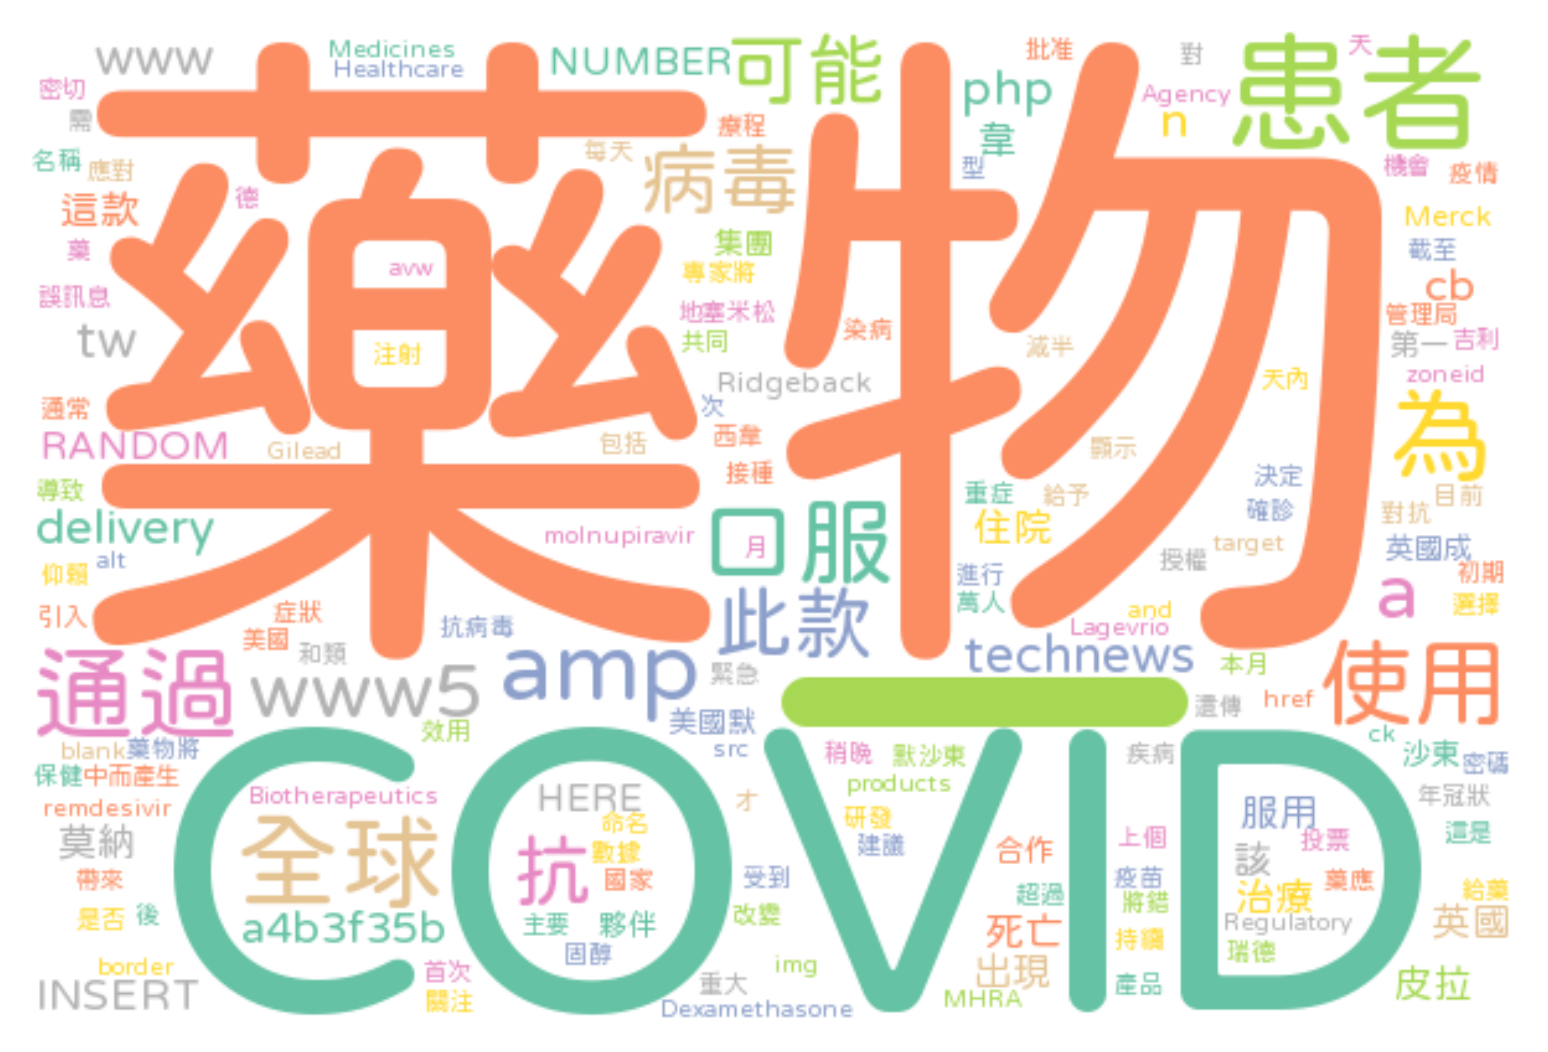 www
Medicines
Healthcare
NUMBER
可能
批准
對
天
患者
密切
需
php
Agency
n
療程
韋
每天
病毒
型
機會
疫情
名稱
應對
這款
德
藥
藥物
Merck
集團
截至
avw
專家將
cb
誤訊息
地塞米松
管理局
tw
染病
共同
注射
減半
第一
吉利
Ridgeback
zoneid
天內
通常
次
為
RANDOM
Gilead
包括
西韋
顯示
接種
決定
導致
重症
給予
目前
delivery
口服
月
確診
對抗
住院
molnupiravir
target
英國成
alt
授權
仰賴
進行
初期
萬人
a
選擇
引入
症狀
此款
and
美國
抗病毒
Lagevrio
和類
technews
本月
通過
www5
amp
緊急
使用
href
遺傳
一
美國默
效用
ck
blank
藥物將
src
稍晚
默沙東
疾病
沙東
密碼
保健
中而產生
COVID
products
remdesivir
Biotherapeutics
HERE
才
年冠狀
服用
莫納
全球
命名
研發
上個
投票
這是
抗
數據
建議
合作
該
帶來
國家
受到
疫苗
藥應
超過
治療
給藥
將錯
是否
後
a4b3f35b
主要
夥伴
改變
死亡
Regulatory
英國
持續
固醇
瑞德
border
首次
img
出現
INSERT
重大
產品
皮拉
關注
MHRA
Dexamethasone